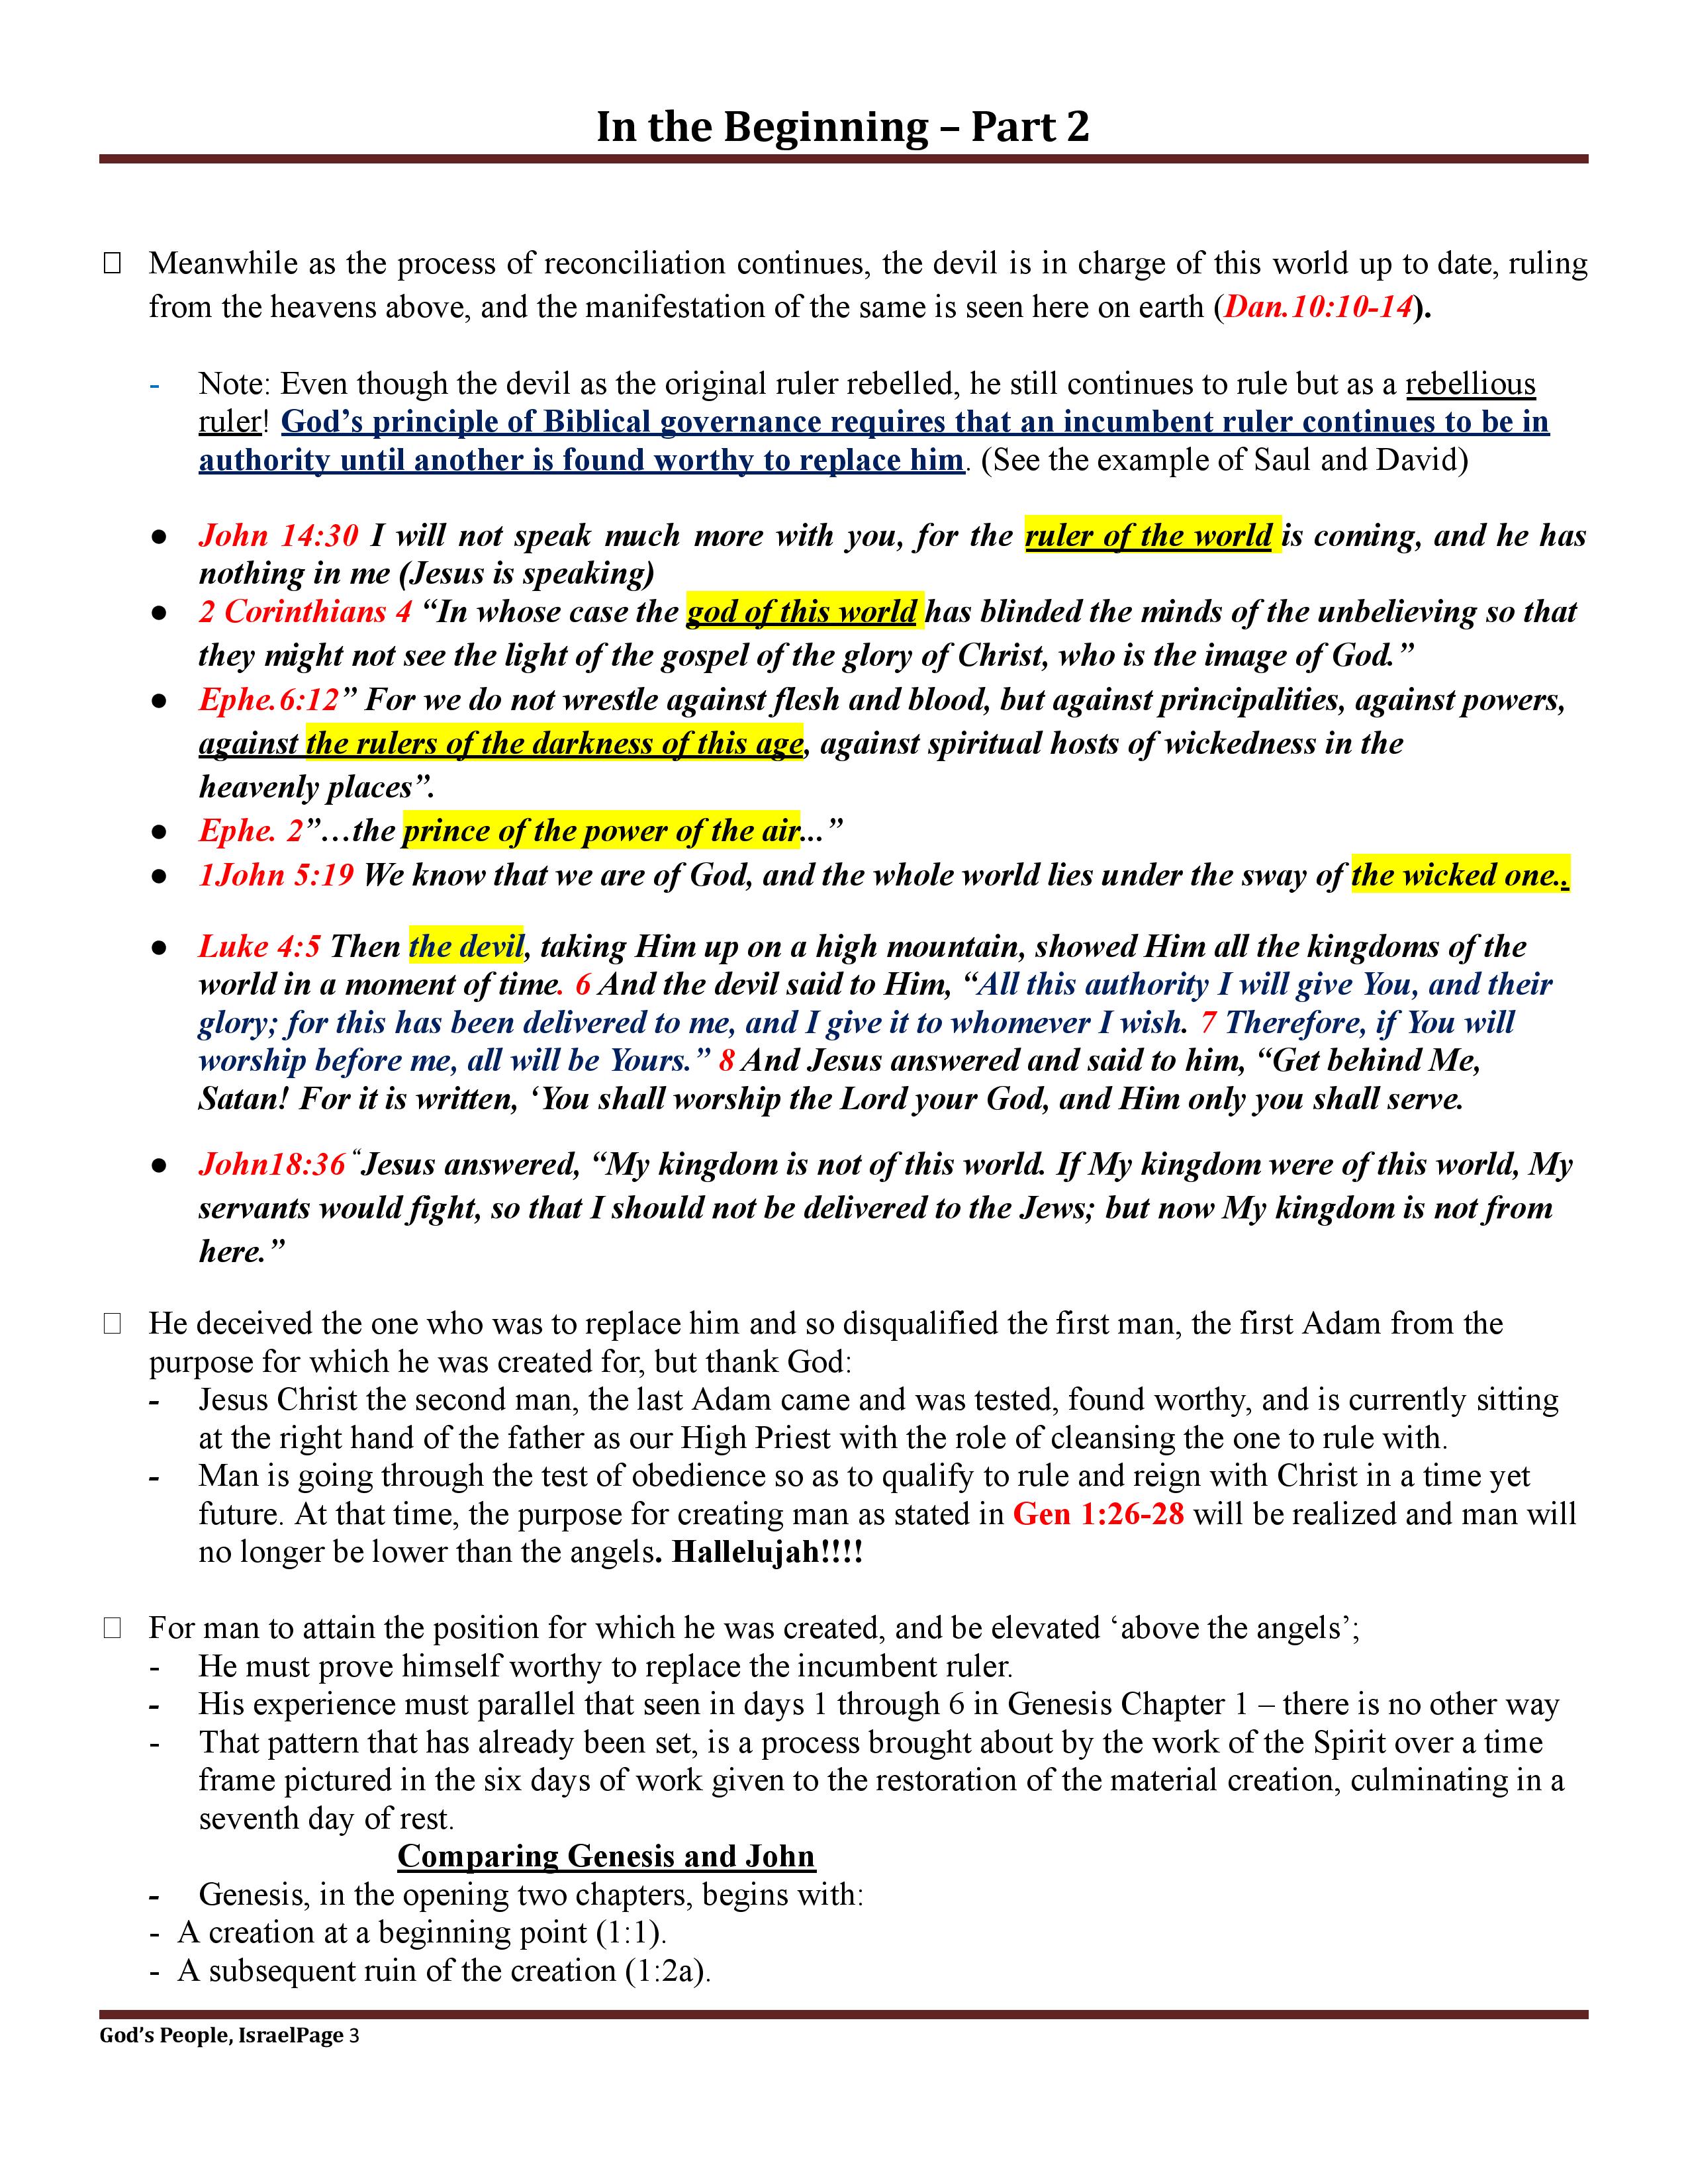 In the Beginning – Part 2
□ Meanwhile as the process of reconciliation continues, the devil is in charge of this world up to date, ruling
from the heavens above, and the manifestation of the same is seen here on earth (Dan.10:10-14).
- Note: Even though the devil as the original ruler rebelled, he still continues to rule but as a rebellious
ruler! God’s principle of Biblical governance requires that an incumbent ruler continues to be in
authority until another is found worthy to replace him. (See the example of Saul and David)
● John 14:30 I will not speak much more with you, for the ruler of the world is coming, and he has
nothing in me (Jesus is speaking)
● 2 Corinthians 4 “In whose case the god of this world has blinded the minds of the unbelieving so that
they might not see the light of the gospel of the glory of Christ, who is the image of God.”
● Ephe.6:12” For we do not wrestle against flesh and blood, but against principalities, against powers,
against the rulers of the darkness of this age, against spiritual hosts of wickedness in the
heavenly places”.
● Ephe. 2”…the prince of the power of the air...”
● 1John 5:19 We know that we are of God, and the whole world lies under the sway of the wicked one..
● Luke 4:5 Then the devil, taking Him up on a high mountain, showed Him all the kingdoms of the
world in a moment of time. 6 And the devil said to Him, “All this authority I will give You, and their
glory; for this has been delivered to me, and I give it to whomever I wish. 7 Therefore, if You will
worship before me, all will be Yours.” 8 And Jesus answered and said to him, “Get behind Me,
Satan! For it is written, ‘You shall worship the Lord your God, and Him only you shall serve.
● John18:36 “Jesus answered, “My kingdom is not of this world. If My kingdom were of this world, My
servants would fight, so that I should not be delivered to the Jews; but now My kingdom is not from
here.”
□ He deceived the one who was to replace him and so disqualified the first man, the first Adam from the
purpose for which he was created for, but thank God:
- Jesus Christ the second man, the last Adam came and was tested, found worthy, and is currently sitting
at the right hand of the father as our High Priest with the role of cleansing the one to rule with.
- Man is going through the test of obedience so as to qualify to rule and reign with Christ in a time yet
future. At that time, the purpose for creating man as stated in Gen 1:26-28 will be realized and man will
no longer be lower than the angels. Hallelujah!!!!
□ For man to attain the position for which he was created, and be elevated ‘above the angels’;
- He must prove himself worthy to replace the incumbent ruler.
- His experience must parallel that seen in days 1 through 6 in Genesis Chapter 1 – there is no other way
- That pattern that has already been set, is a process brought about by the work of the Spirit over a time
frame pictured in the six days of work given to the restoration of the material creation, culminating in a
seventh day of rest.
Comparing Genesis and John
- Genesis, in the opening two chapters, begins with:
- A creation at a beginning point (1:1).
- A subsequent ruin of the creation (1:2a).
God’s People, IsraelPage 3